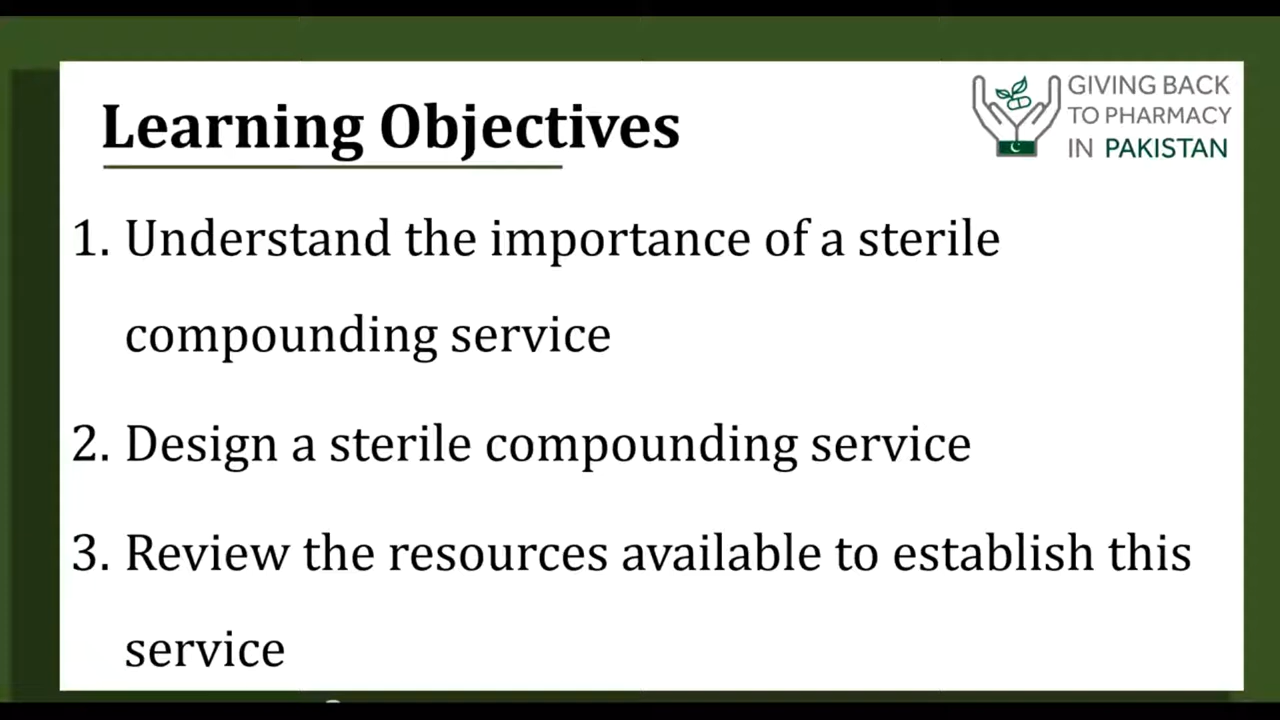 Learning Objectives
GIVING BACK
TO PHARMACY
IN PAKISTAN
1. Understand the importance of a sterile
compounding service
2. Design a sterile compounding service
3. Review the resources available to establish this
service